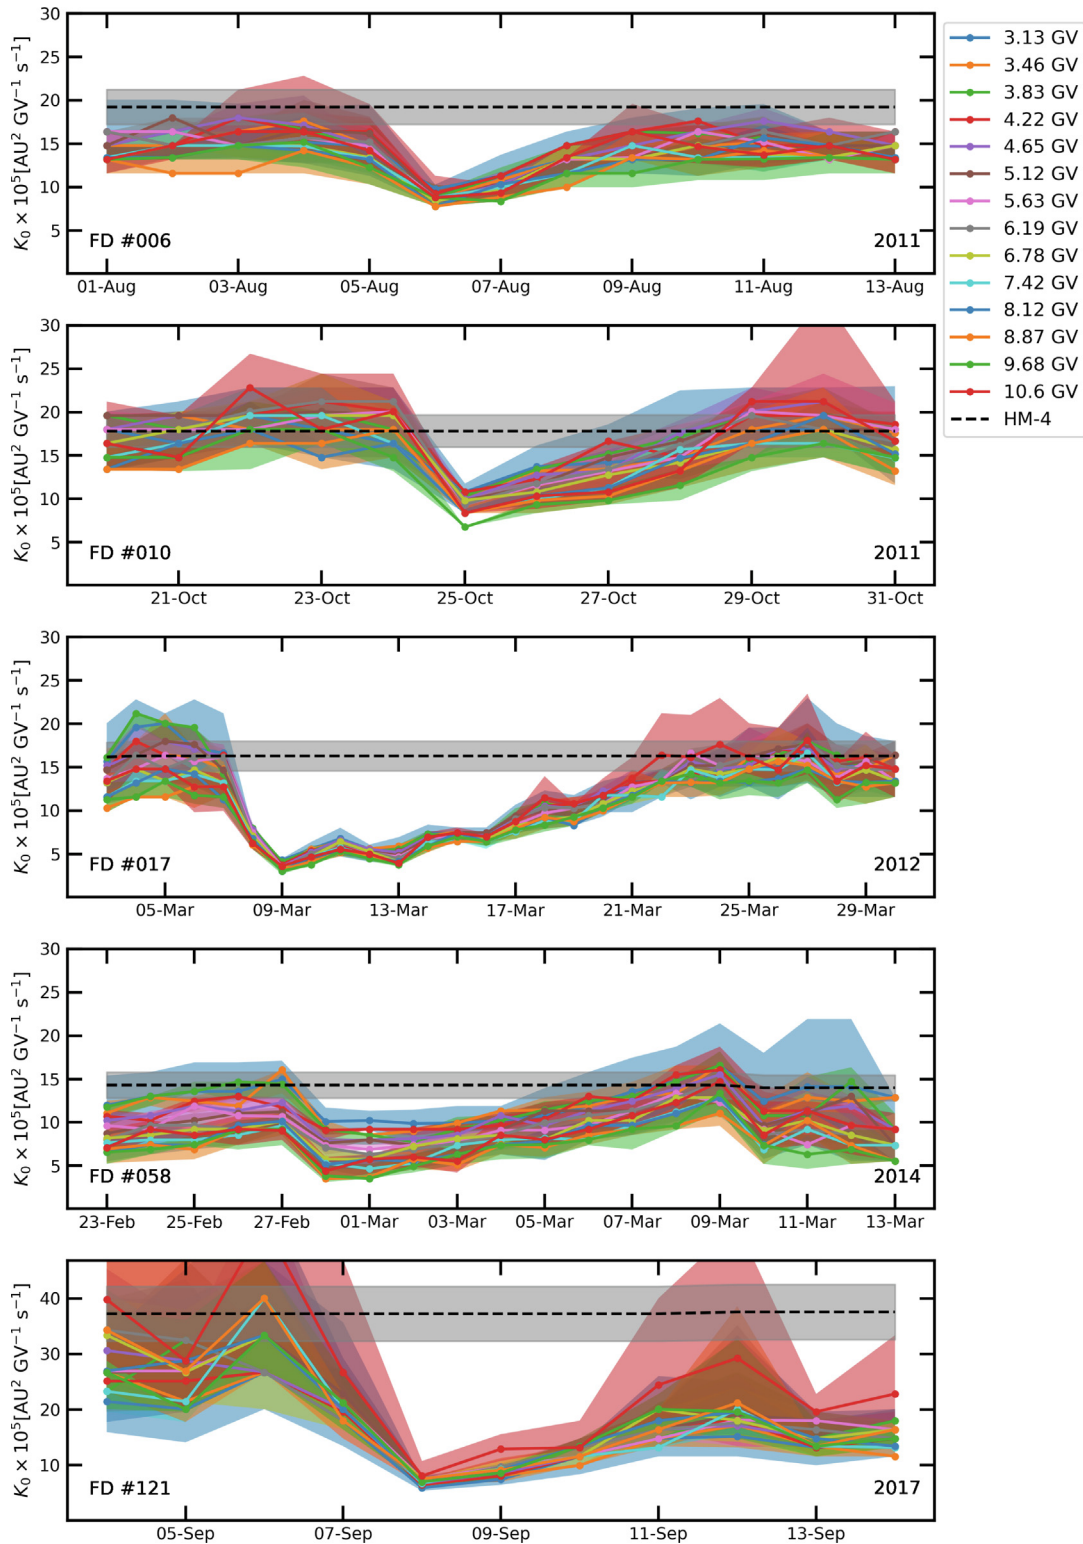 30
25
20
15
10
5
K₀ × 10⁵[AU² GV⁻¹ s⁻¹]
FD #006
2011
01-Aug 03-Aug 05-Aug 07-Aug 09-Aug 11-Aug 13-Aug
3.13 GV
3.46 GV
3.83 GV
4.22 GV
4.65 GV
5.12 GV
5.63 GV
6.19 GV
6.78 GV
7.42 GV
8.12 GV
8.87 GV
9.68 GV
10.6 GV
HM-4
30
25
20
15
10
5
K₀ × 10⁵[AU² GV⁻¹ s⁻¹]
FD #010
2011
21-Oct 23-Oct 25-Oct 27-Oct 29-Oct 31-Oct
30
25
20
15
10
5
K₀ × 10⁵[AU² GV⁻¹ s⁻¹]
FD #017
2012
05-Mar 09-Mar 13-Mar 17-Mar 21-Mar 25-Mar 29-Mar
30
25
20
15
10
5
K₀ × 10⁵[AU² GV⁻¹ s⁻¹]
FD #058
2014
23-Feb 25-Feb 27-Feb 01-Mar 03-Mar 05-Mar 07-Mar 09-Mar 11-Mar 13-Mar
40
30
20
10
K₀ × 10⁵[AU² GV⁻¹ s⁻¹]
FD #121
2017
05-Sep 07-Sep 09-Sep 11-Sep 13-Sep